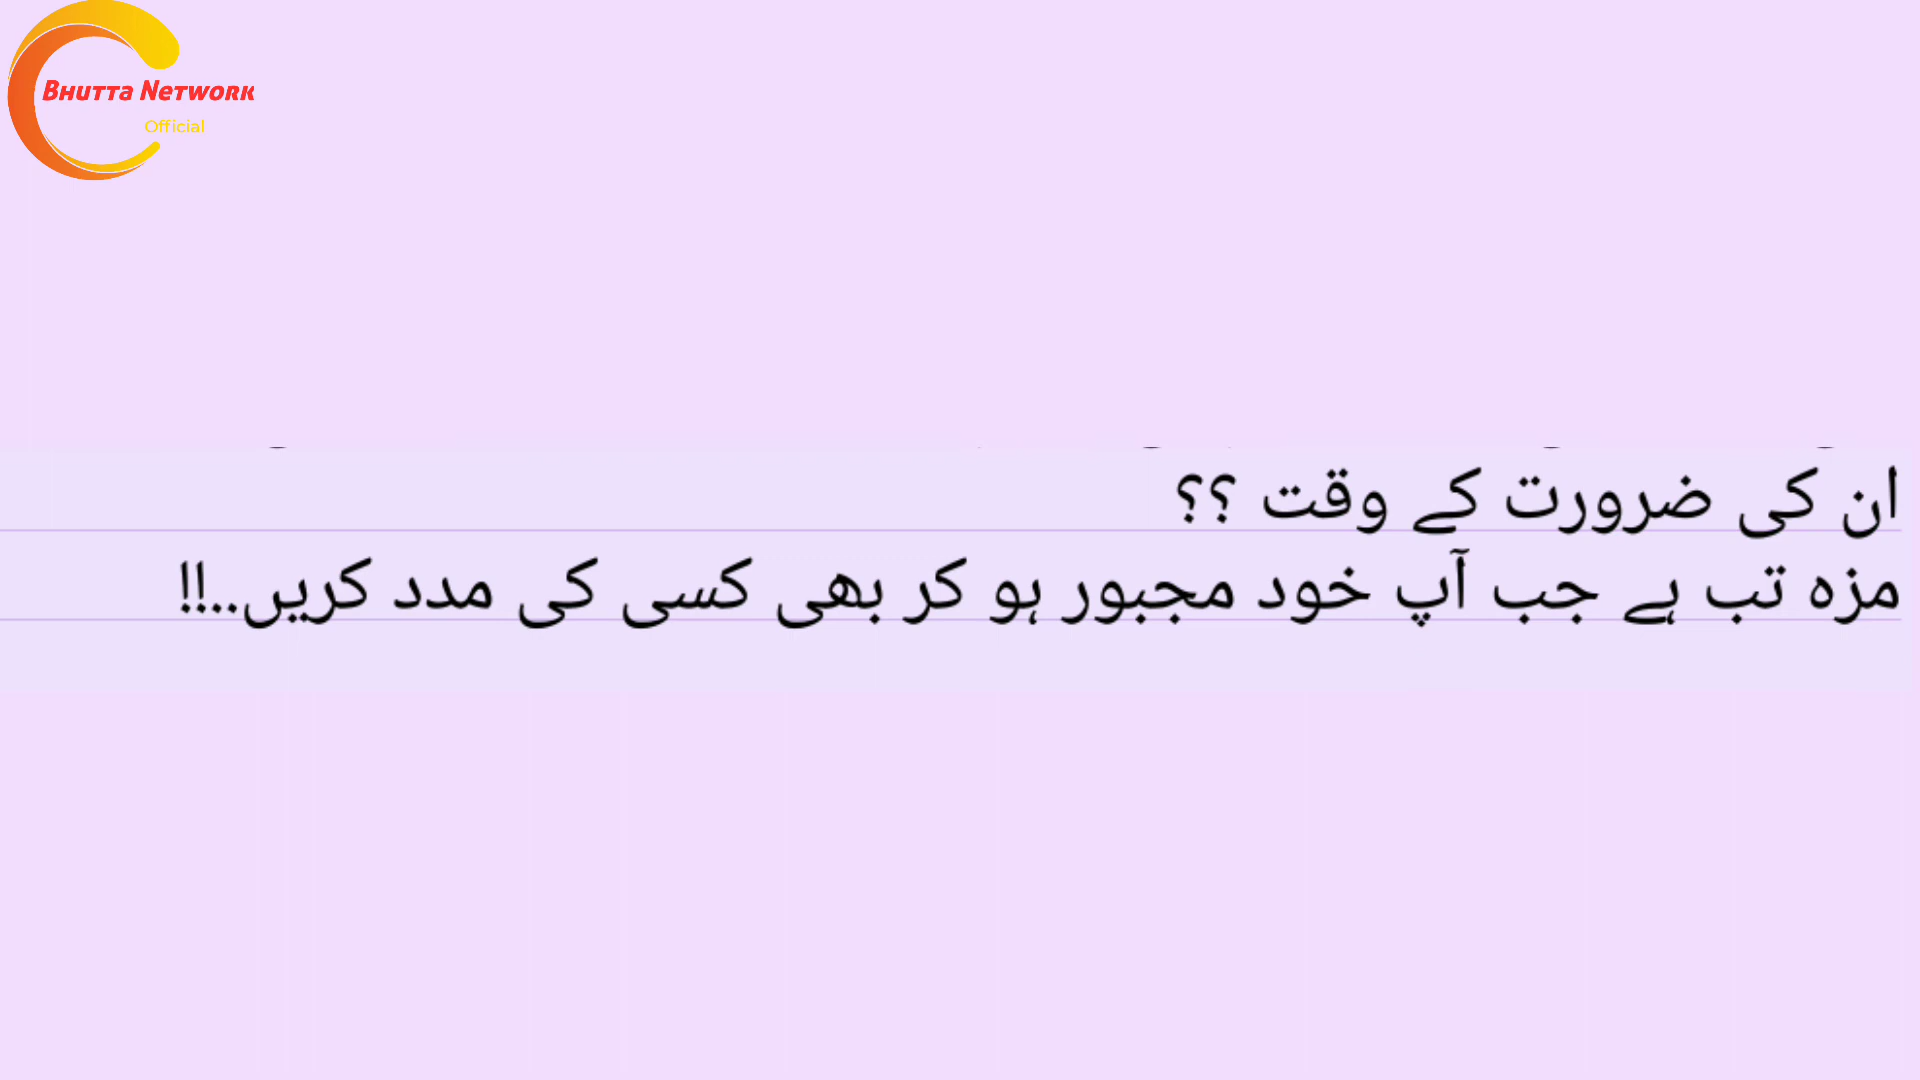 Bhutta Network
Official
ان کی ضرورت کے وقت ؟؟
مزہ تب ہے جب آپ خود مجبور ہو کر بھی کسی کی مدد کریں..!!